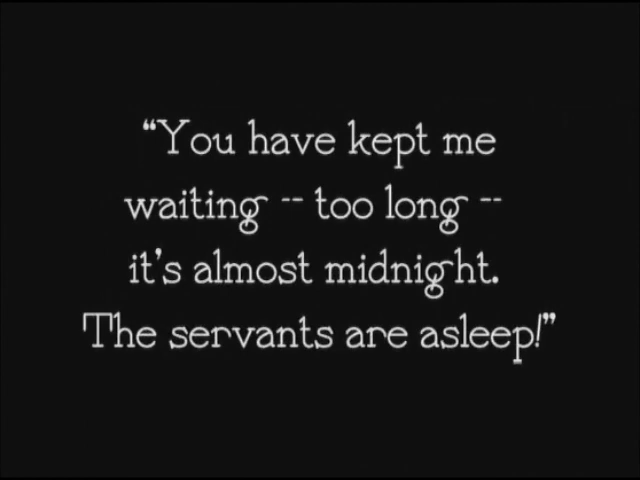 “You have kept me
waiting -- too long --
it's almost midnight.
The servants are asleep!”